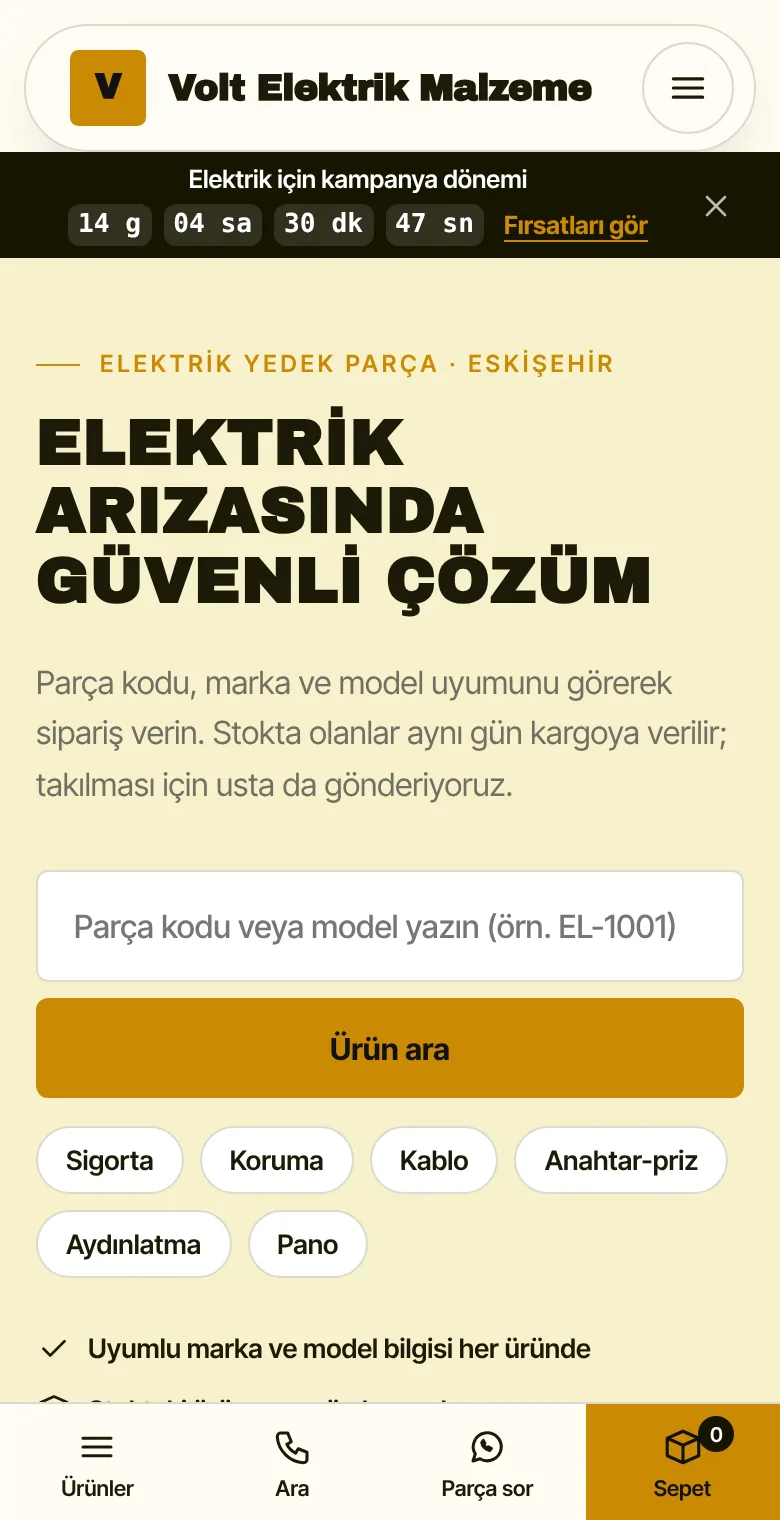 V
Volt Elektrik Malzeme
Elektrik için kampanya dönemi
14 g 04 sa 30 dk 47 sn Fırsatları gör
ELEKTRİK YEDEK PARÇA · ESKİŞEHİR
ELEKTRİK
ARIZASINDA
GÜVENLİ ÇÖZÜM
Parça kodu, marka ve model uyumunu görerek
sipariş verin. Stokta olanlar aynı gün kargoya verilir;
takılması için usta da gönderiyoruz.
Parça kodu veya model yazın (örn. EL-1001)
Ürün ara
Sigorta Koruma Kablo Anahtar-priz
Aydınlatma Pano
Uyumlu marka ve model bilgisi her üründe
0
Ürünler Ara Parça sor Sepet